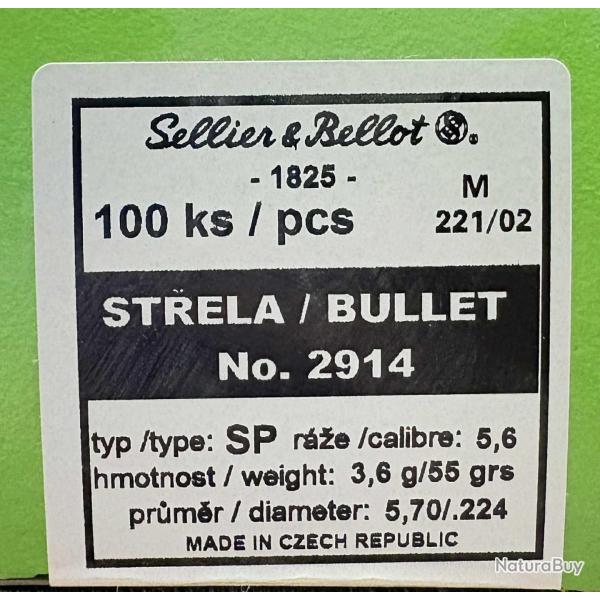 Sellier & Bellot S&B.
- 1825 -
M
100 ks / pcs
221/02
STŘELA / BULLET
No. 2914
typ /type: SP ráže /calibre: 5,6
hmotnost / weight: 3,6 g/55 grs
průměr / diameter: 5,70/.224
MADE IN CZECH REPUBLIC
NaturaBuy